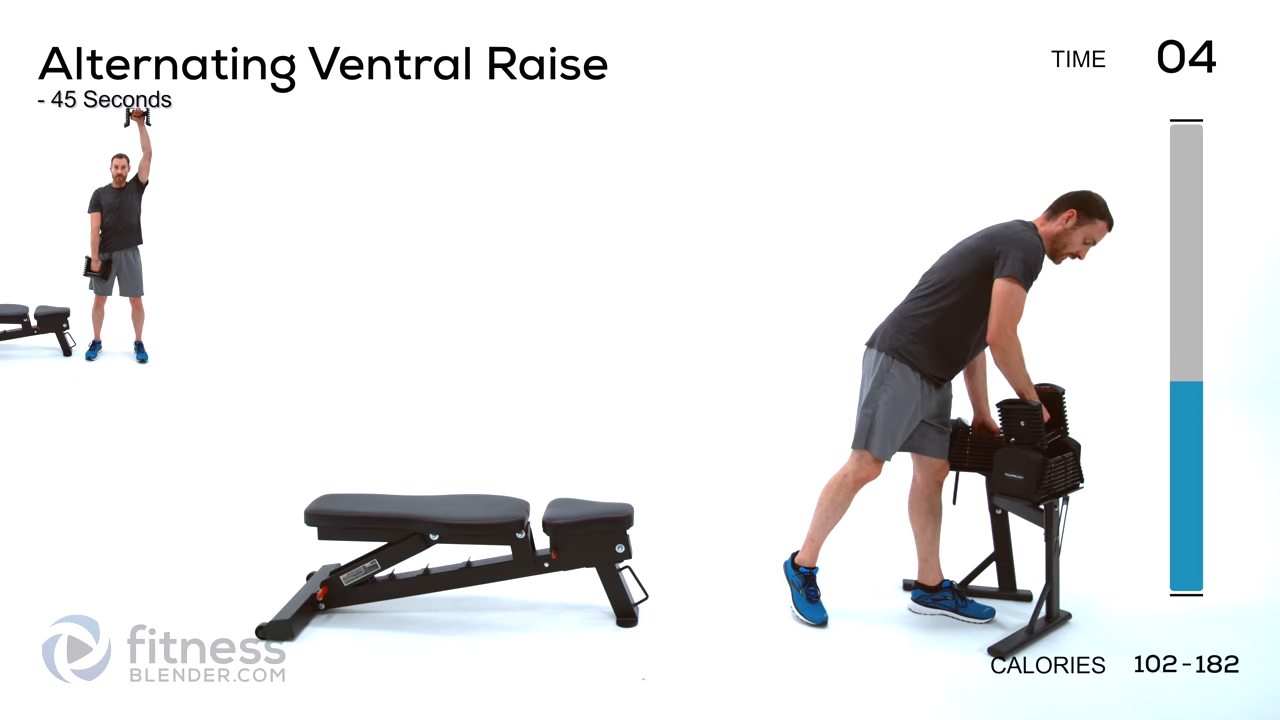 Alternating Ventral Raise
- 45 Seconds
TIME 04
fitness
BLENDER.COM
CALORIES 102-182